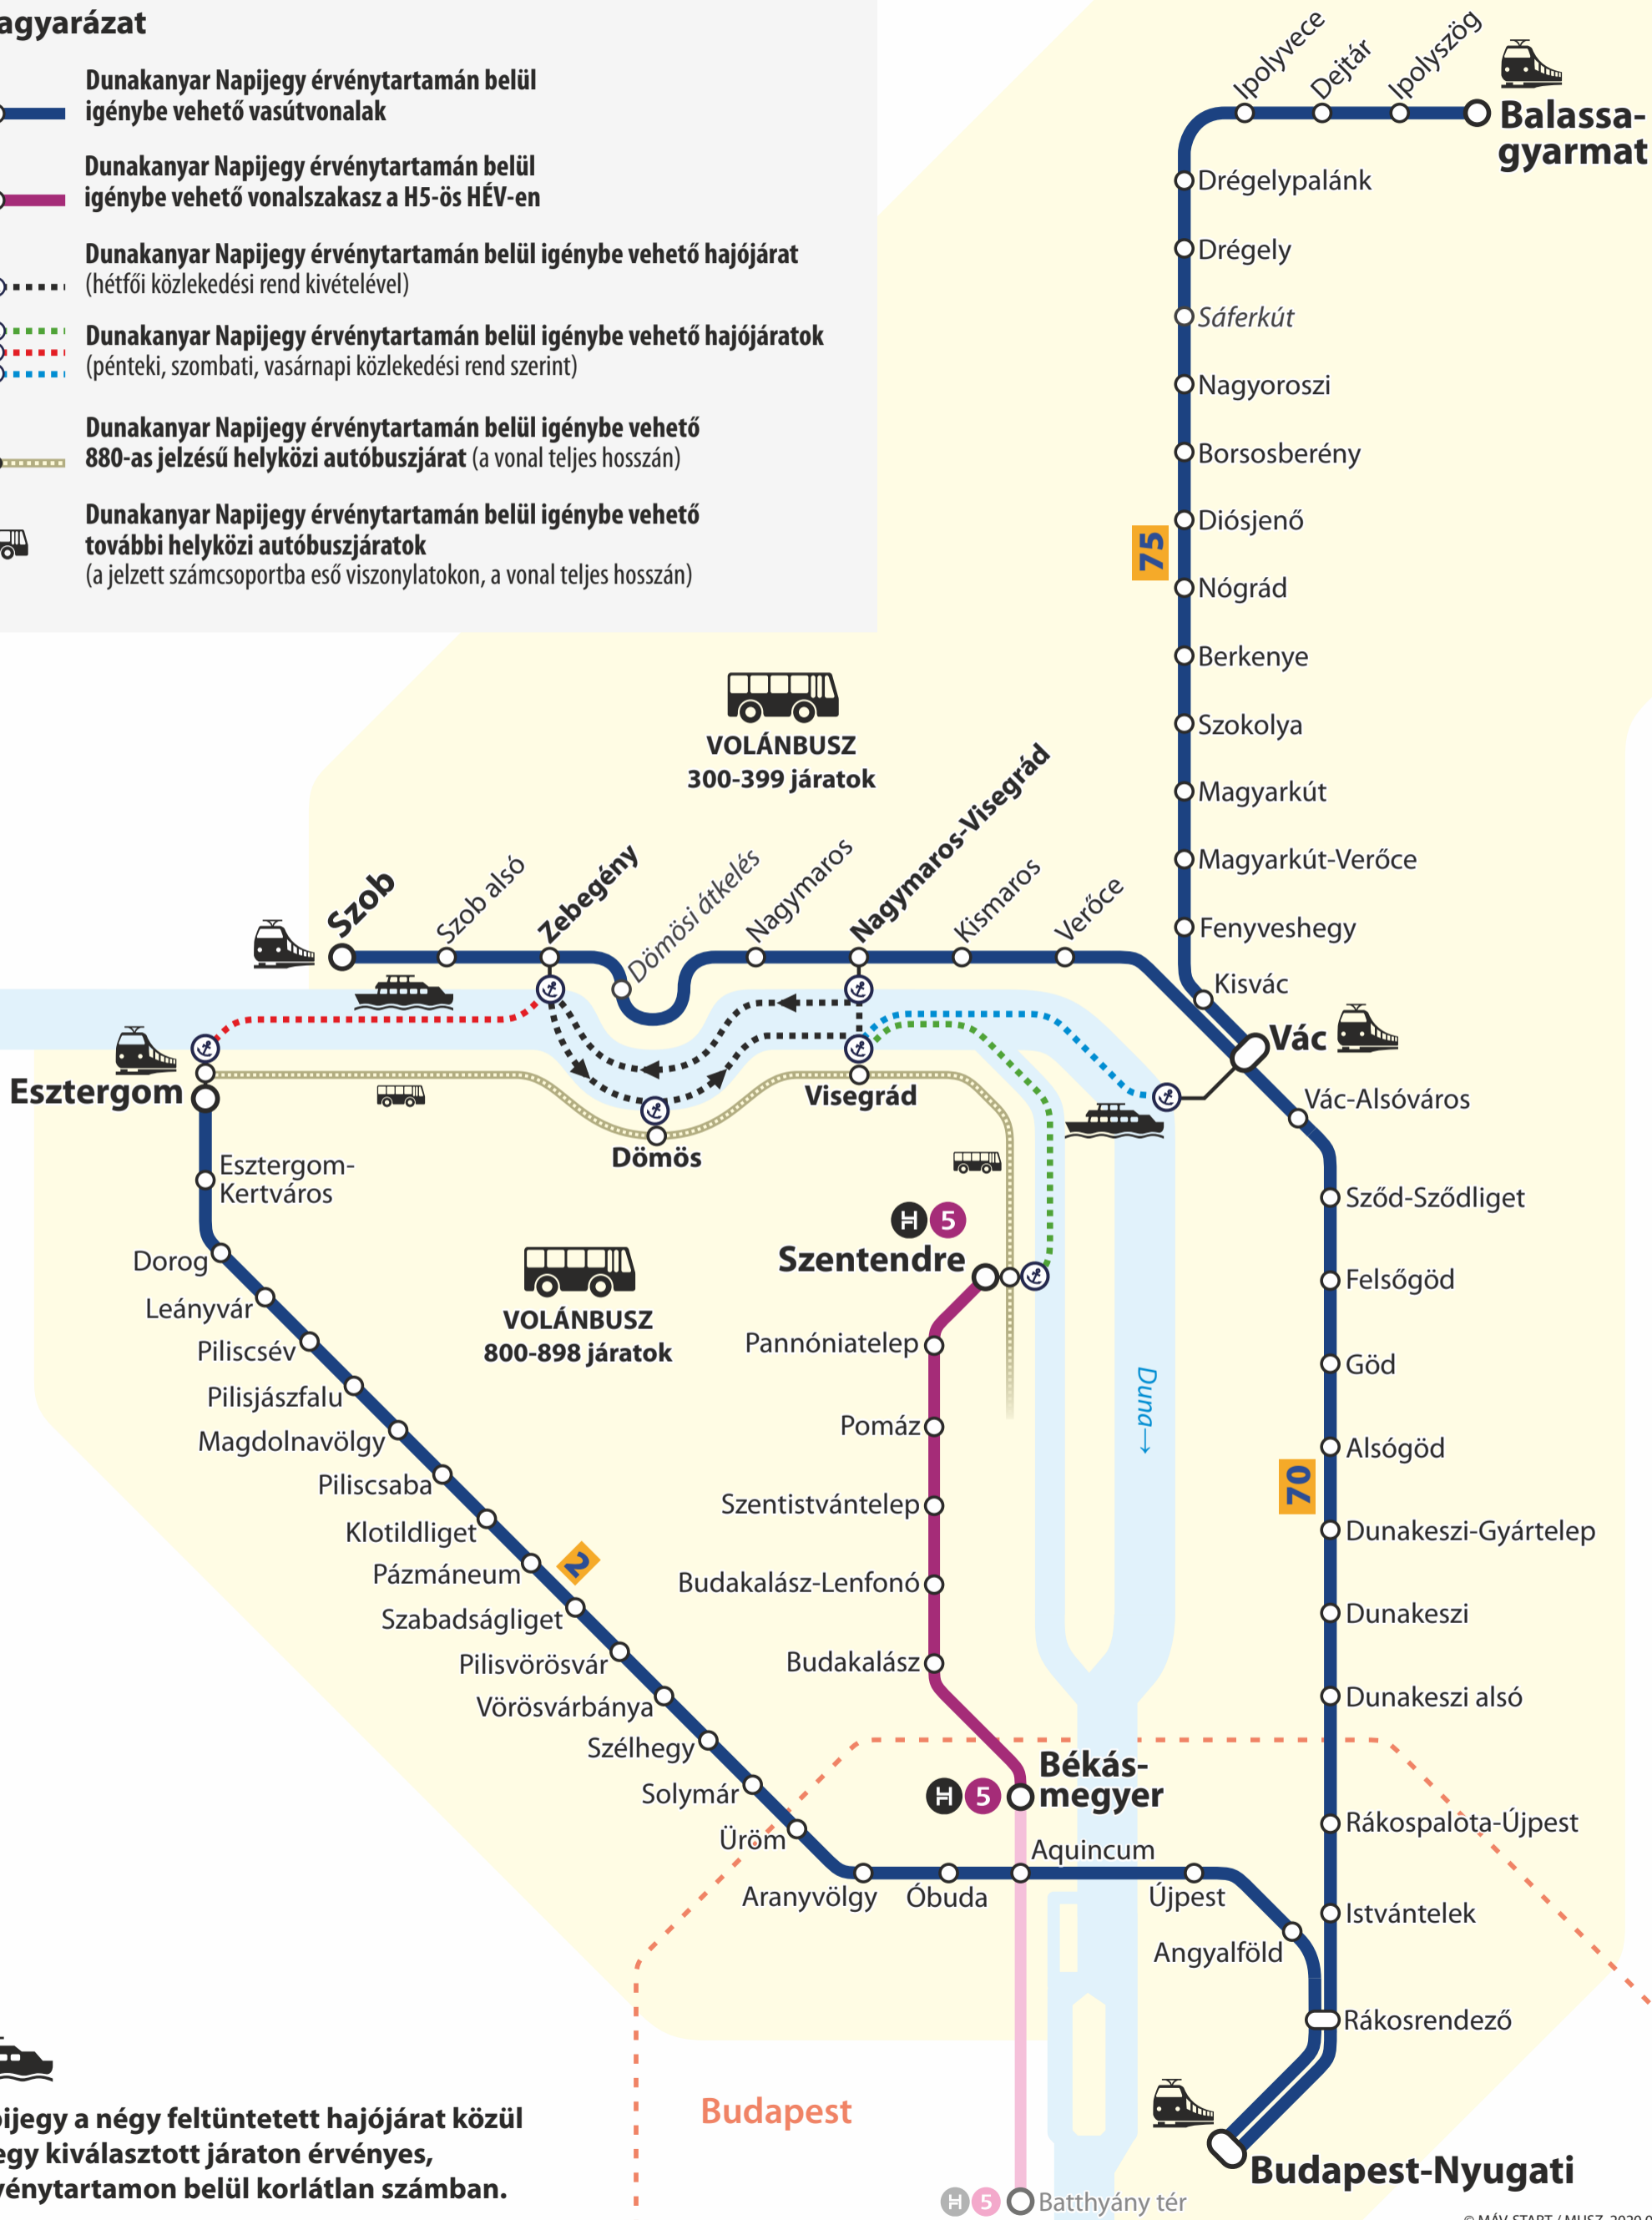 agyarázat
Dunakanyar Napijegy érvénytartamán belül
igénybe vehető vasútvonalak
Dunakanyar Napijegy érvénytartamán belül
igénybe vehető vonalszakasz a H5-ös HÉV-en
Dunakanyar Napijegy érvénytartamán belül igénybe vehető hajójárat
(hétfői közlekedési rend kivételével)
Dunakanyar Napijegy érvénytartamán belül igénybe vehető hajójáratok
(pénteki, szombati, vasárnapi közlekedési rend szerint)
Dunakanyar Napijegy érvénytartamán belül igénybe vehető
880-as jelzésű helyközi autóbuszjárat (a vonal teljes hosszán)
Dunakanyar Napijegy érvénytartamán belül igénybe vehető
további helyközi autóbuszjáratok
(a jelzett számcsoportba eső viszonylatokon, a vonal teljes hosszán)
Ipolyvece
Dejtár
Ipolyszög
Balassa-
gyarmat
Drégelypalánk
Drégely
Sáferkút
Nagyoroszi
Borsosberény
Diósjenő
75
Nógrád
Berkenye
Szokolya
Magyarkút
Magyarkút-Verőce
Fenyveshegy
Kisvác
VOLÁNBUSZ
300-399 járatok
Szob
Szob alsó
Zebegény
Dömösi átkelés
Nagymaros
Nagymaros-Visegrád
Kismaros
Verőce
Vác
Esztergom
Visegrád
Dömös
Vác-Alsóváros
Sződ-Sződliget
Felsőgöd
Göd
Alsógöd
70
Dunakeszi-Gyártelep
Dunakeszi
Dunakeszi alsó
Rákospalota-Újpest
Istvántelek
Rákosrendező
Budapest-Nyugati
Esztergom-
Kertváros
Dorog
Leányvár
Piliscsév
Pilisjászfalu
Magdolnavölgy
Piliscsaba
Klotildliget
Pázmáneum
2
Szabadságliget
Pilisvörösvár
Vörösvárbánya
Szélhegy
Solymár
Üröm
Aranyvölgy
Óbuda
Aquincum
Újpest
Angyalföld
VOLÁNBUSZ
800-898 járatok
H 5
Szentendre
Pannóniatelep
Pomáz
Szentistvántelep
Budakalász-Lenfonó
Budakalász
H 5
Békás-
megyer
Duna→
Budapest
H 5 Batthyány tér
ijegy a négy feltüntetett hajójárat közül
egy kiválasztott járaton érvényes,
vénytartamon belül korlátlan számban.